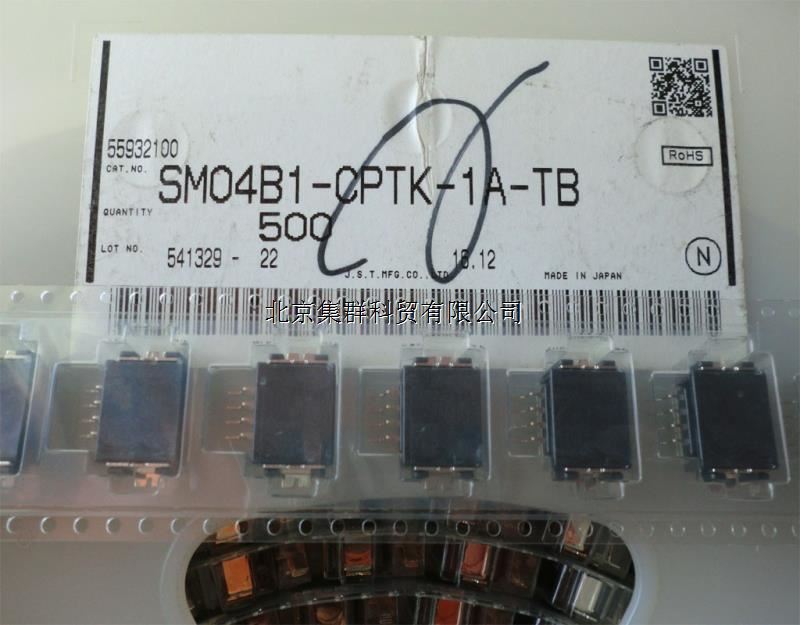 55932100
CAT.NO.
RoHS
SM04B1-CPTK-1A-TB
QUANTITY
500
LOT NO.
541329 - 22
16.12
J.S.T.MFG.CO.,LTD.
MADE IN JAPAN
N
北京集群科贸有限公司